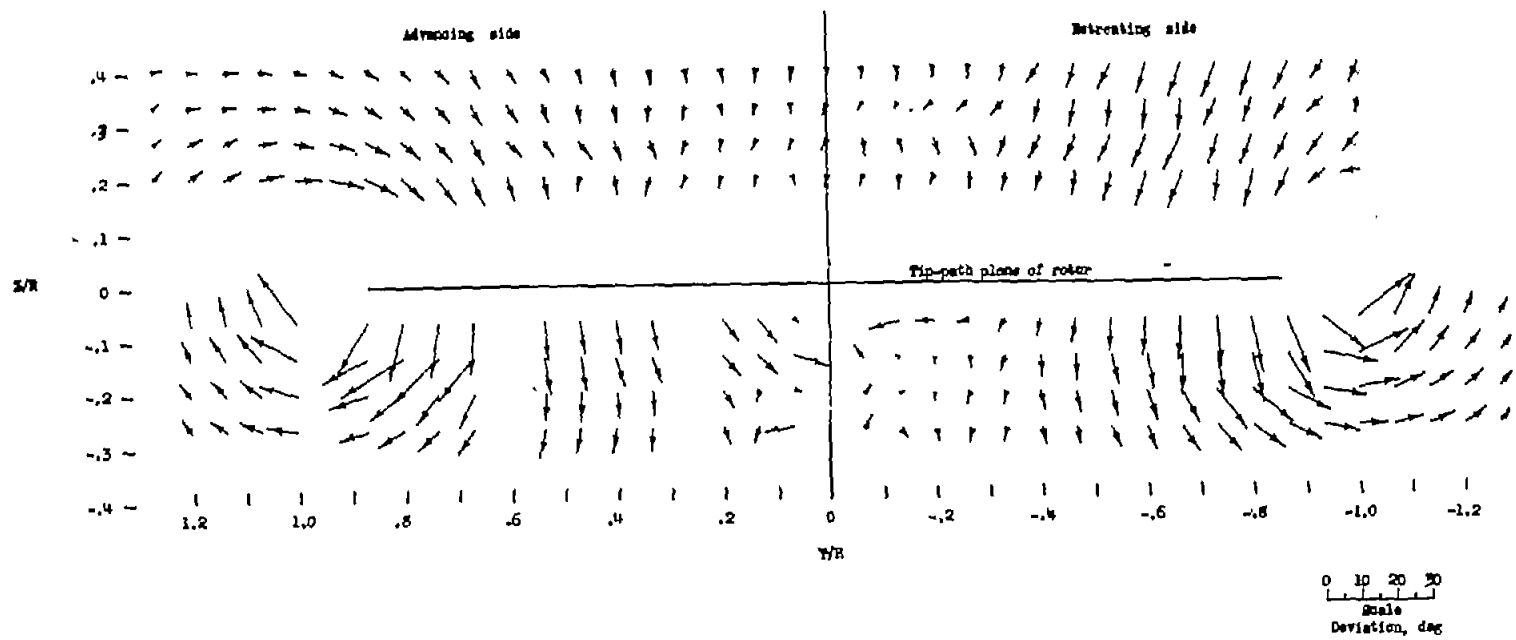 Advancing side
Retreating side
.4
.3
.2
.1
0
-.1
-.2
-.3
-.4
Z/R
Tip-path plane of rotor
1.2
1.0
.8
.6
.4
.2
0
-.2
-.4
-.6
-.8
-1.0
-1.2
Y/R
0 10 20 30
Scale
Deviation, deg